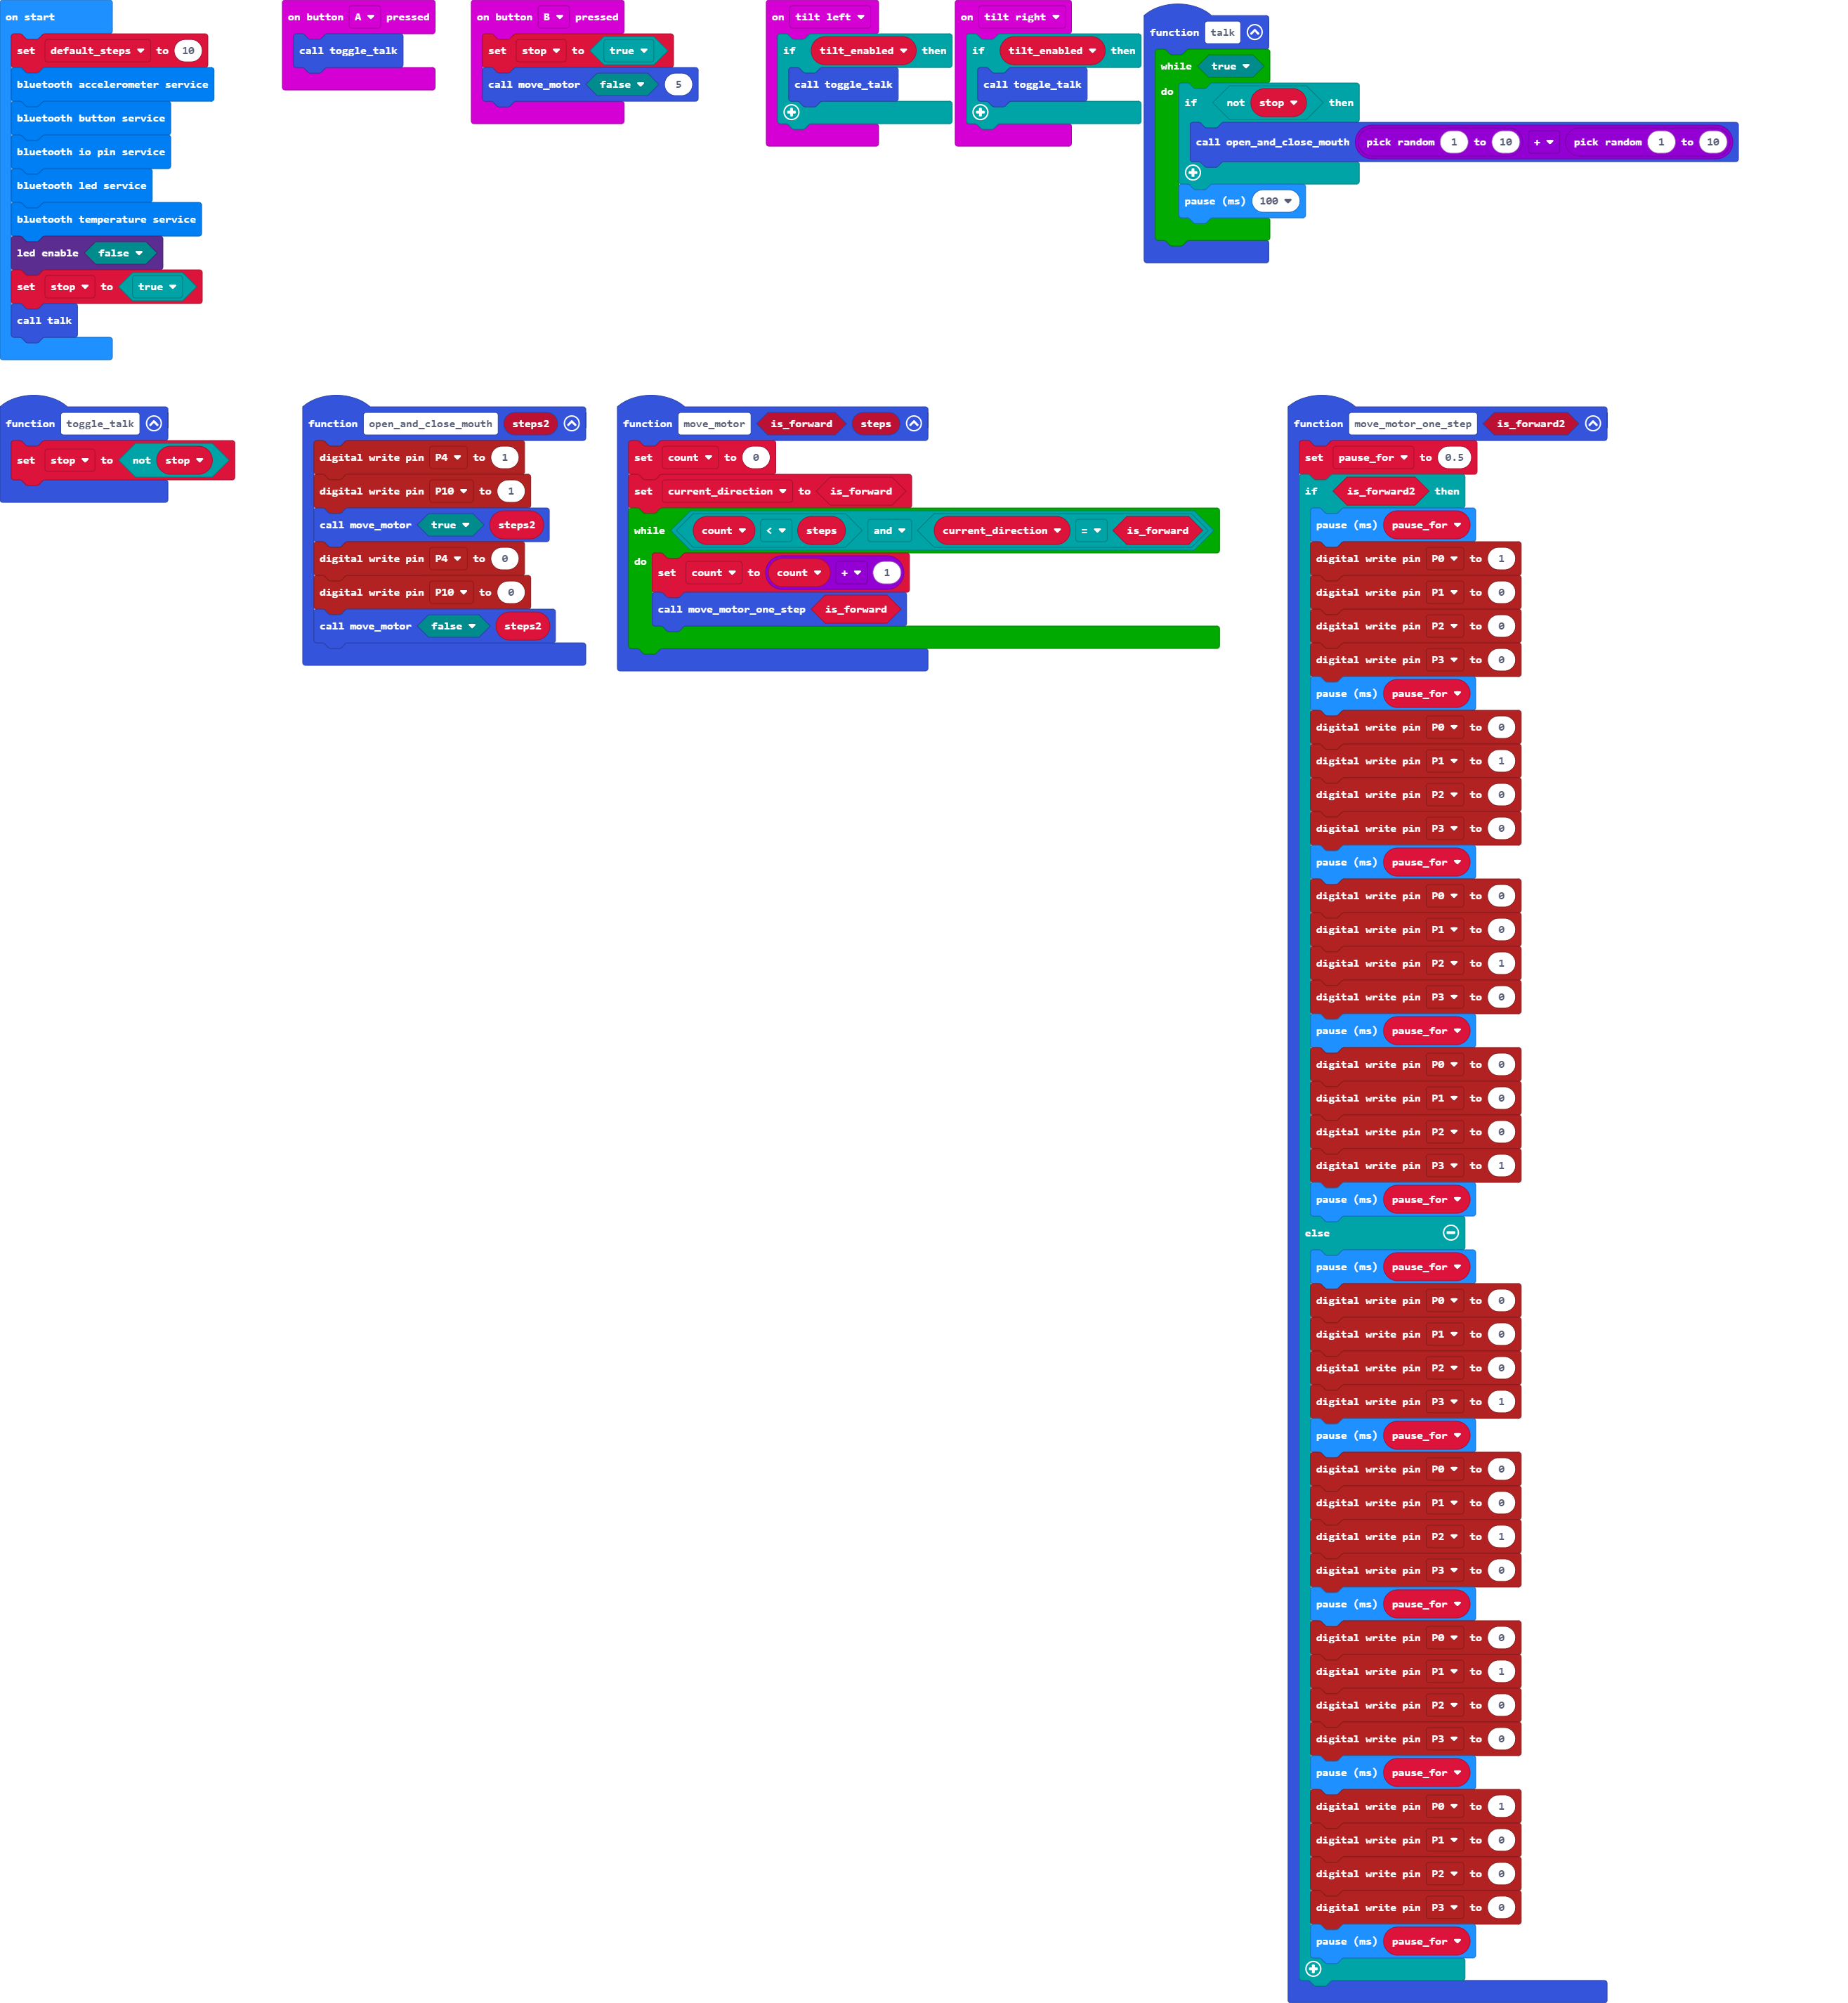 on start
set default_steps to 10
bluetooth accelerometer service
bluetooth button service
bluetooth io pin service
bluetooth led service
bluetooth temperature service
led enable false
set stop to true
call talk
on button A pressed
call toggle_talk
on button B pressed
set stop to true
call move_motor false 5
on tilt left
if tilt_enabled then
call toggle_talk
on tilt right
if tilt_enabled then
call toggle_talk
function talk
while true
do
if not stop then
call open_and_close_mouth pick random 1 to 10 + pick random 1 to 10
pause (ms) 100
function toggle_talk
set stop to not stop
function open_and_close_mouth steps2
digital write pin P4 to 1
digital write pin P10 to 1
call move_motor true steps2
digital write pin P4 to 0
digital write pin P10 to 0
call move_motor false steps2
function move_motor is_forward steps
set count to 0
set current_direction to is_forward
while count < steps and current_direction = is_forward
do
set count to count + 1
call move_motor_one_step is_forward
function move_motor_one_step is_forward2
set pause_for to 0.5
if is_forward2 then
pause (ms) pause_for
digital write pin P0 to 1
digital write pin P1 to 0
digital write pin P2 to 0
digital write pin P3 to 0
pause (ms) pause_for
digital write pin P0 to 0
digital write pin P1 to 1
digital write pin P2 to 0
digital write pin P3 to 0
pause (ms) pause_for
digital write pin P0 to 0
digital write pin P1 to 0
digital write pin P2 to 1
digital write pin P3 to 0
pause (ms) pause_for
digital write pin P0 to 0
digital write pin P1 to 0
digital write pin P2 to 0
digital write pin P3 to 1
pause (ms) pause_for
else
pause (ms) pause_for
digital write pin P0 to 0
digital write pin P1 to 0
digital write pin P2 to 0
digital write pin P3 to 1
pause (ms) pause_for
digital write pin P0 to 0
digital write pin P1 to 0
digital write pin P2 to 1
digital write pin P3 to 0
pause (ms) pause_for
digital write pin P0 to 0
digital write pin P1 to 1
digital write pin P2 to 0
digital write pin P3 to 0
pause (ms) pause_for
digital write pin P0 to 1
digital write pin P1 to 0
digital write pin P2 to 0
digital write pin P3 to 0
pause (ms) pause_for